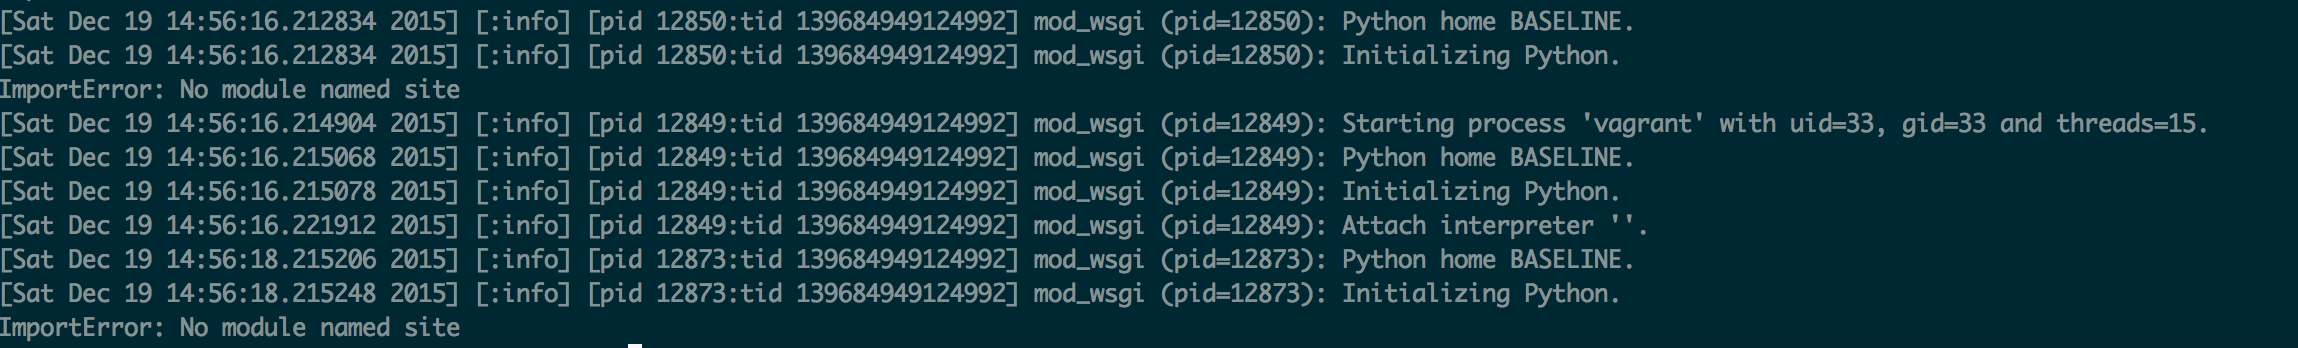 [Sat Dec 19 14:56:16.212834 2015] [:info] [pid 12850:tid 139684949124992] mod_wsgi (pid=12850): Python home BASELINE.
[Sat Dec 19 14:56:16.212834 2015] [:info] [pid 12850:tid 139684949124992] mod_wsgi (pid=12850): Initializing Python.
ImportError: No module named site
[Sat Dec 19 14:56:16.214904 2015] [:info] [pid 12849:tid 139684949124992] mod_wsgi (pid=12849): Starting process 'vagrant' with uid=33, gid=33 and threads=15.
[Sat Dec 19 14:56:16.215068 2015] [:info] [pid 12849:tid 139684949124992] mod_wsgi (pid=12849): Python home BASELINE.
[Sat Dec 19 14:56:16.215078 2015] [:info] [pid 12849:tid 139684949124992] mod_wsgi (pid=12849): Initializing Python.
[Sat Dec 19 14:56:16.221912 2015] [:info] [pid 12849:tid 139684949124992] mod_wsgi (pid=12849): Attach interpreter ''.
[Sat Dec 19 14:56:18.215206 2015] [:info] [pid 12873:tid 139684949124992] mod_wsgi (pid=12873): Python home BASELINE.
[Sat Dec 19 14:56:18.215248 2015] [:info] [pid 12873:tid 139684949124992] mod_wsgi (pid=12873): Initializing Python.
ImportError: No module named site